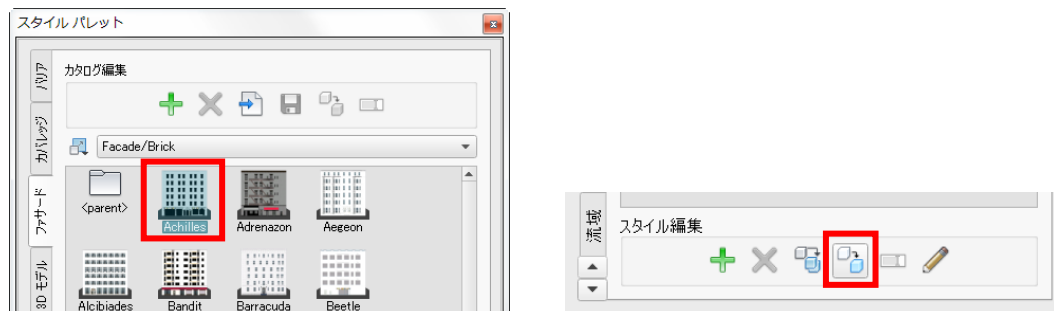 スタイル パレット
バリア
カバレッジ
ファサード
3D モデル
カタログ編集
Facade/Brick
<parent>
Achilles
Adrenazon
Aegeon
Alcibiades
Bandit
Barracuda
Beetle
流域
スタイル編集